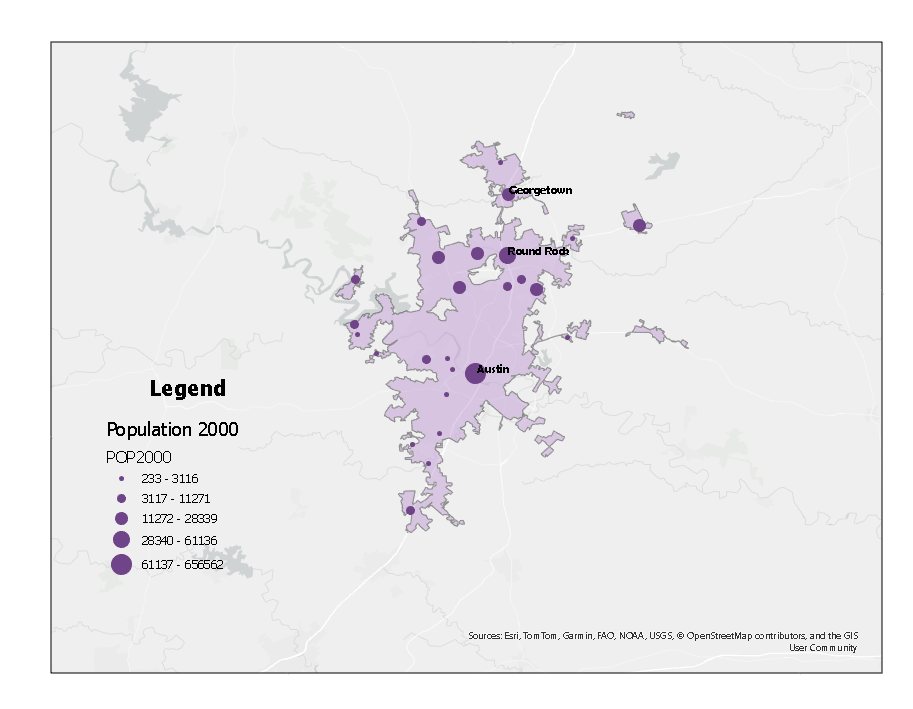 Georgetown
Round Rock
Austin
Legend
Population 2000
POP2000
233 - 3116
3117 - 11271
11272 - 28339
28340 - 61136
61137 - 656562
Sources: Esri, TomTom, Garmin, FAO, NOAA, USGS, © OpenStreetMap contributors, and the GIS
User Community